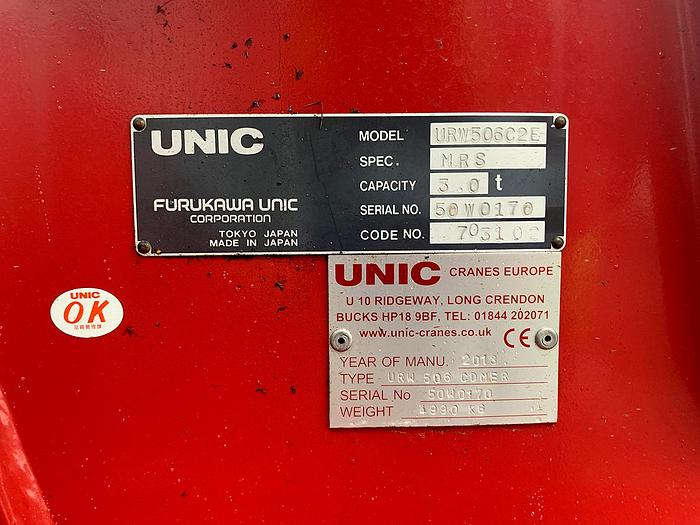 UNIC
MODEL URW506C2E
SPEC. MRS
CAPACITY 3.0 t
FURUKAWA UNIC
CORPORATION
SERIAL NO. 50W0170
TOKYO JAPAN
MADE IN JAPAN
CODE NO. 703102
UNIC CRANES EUROPE
U 10 RIDGEWAY, LONG CRENDON
BUCKS HP18 9BF, TEL: 01844 202071
www.unic-cranes.co.uk CE
YEAR OF MANU. 2013
TYPE URW 506 COMER
SERIAL No 50W0170
WEIGHT 4990 KG
UNIC
OK